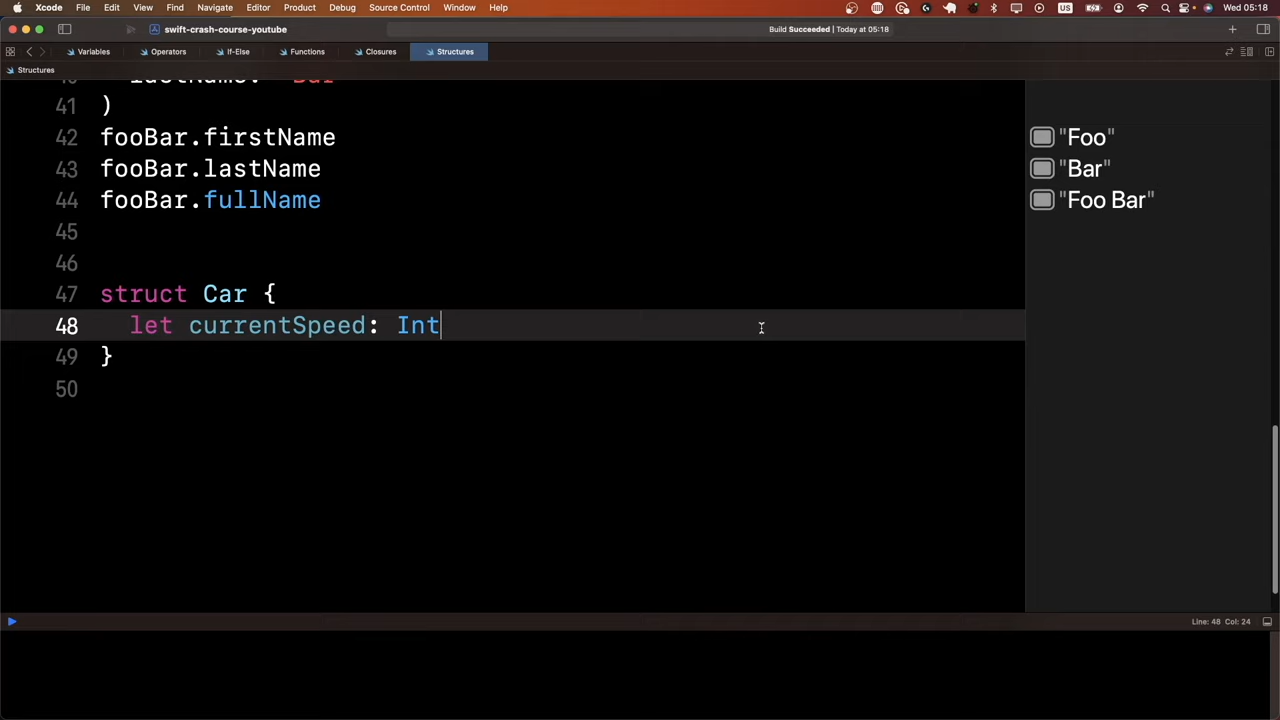 Xcode File Edit View Find Navigate Editor Product Debug Source Control Window Help US Wed 05:18
swift-crash-course-youtube Build Succeeded | Today at 05:18
Variables Operators If-Else Functions Closures Structures
Structures
41 )
42 fooBar.firstName "Foo"
43 fooBar.lastName "Bar"
44 fooBar.fullName "Foo Bar"
45
46
47 struct Car {
48 let currentSpeed: Int
49 }
50
Line: 48 Col: 24